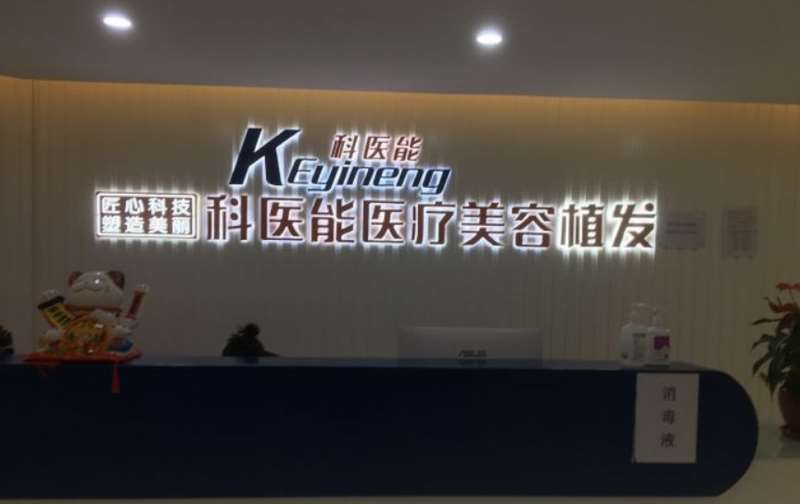 科医能
KEyineng
匠心科技
塑造美丽
科医能医疗美容植发
ASUS
消毒液